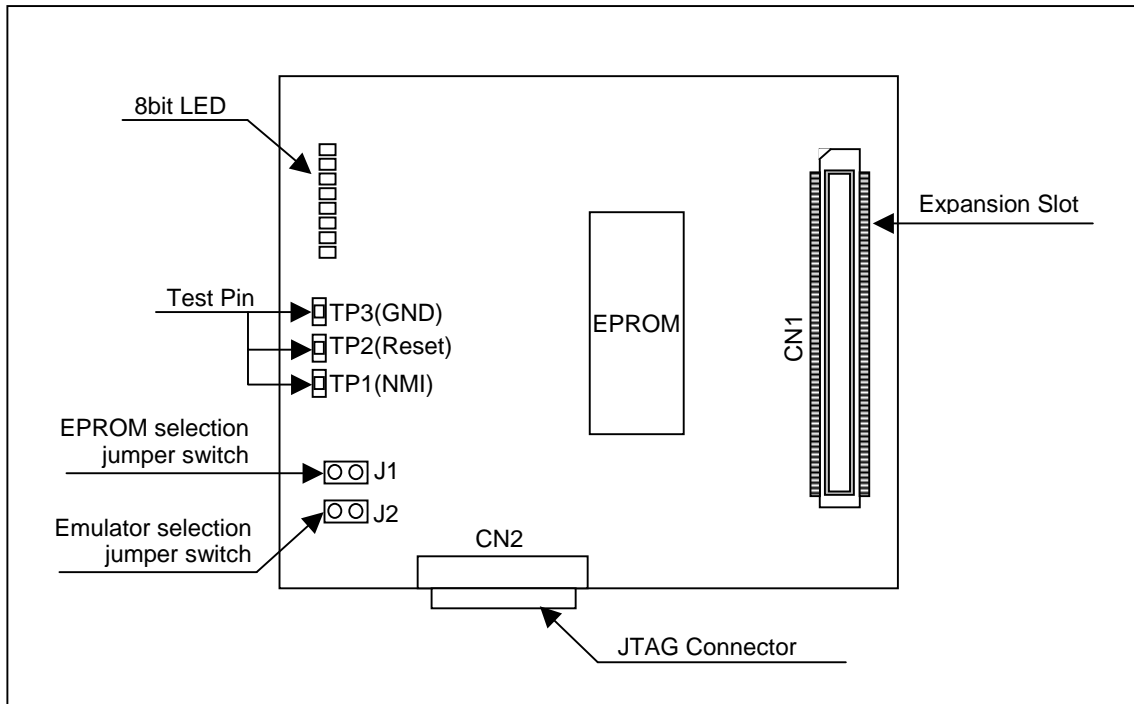 8bit LED
Expansion Slot
Test Pin
TP3(GND)
TP2(Reset)
TP1(NMI)
EPROM
CN1
EPROM selection
jumper switch
J1
Emulator selection
jumper switch
J2
CN2
JTAG Connector